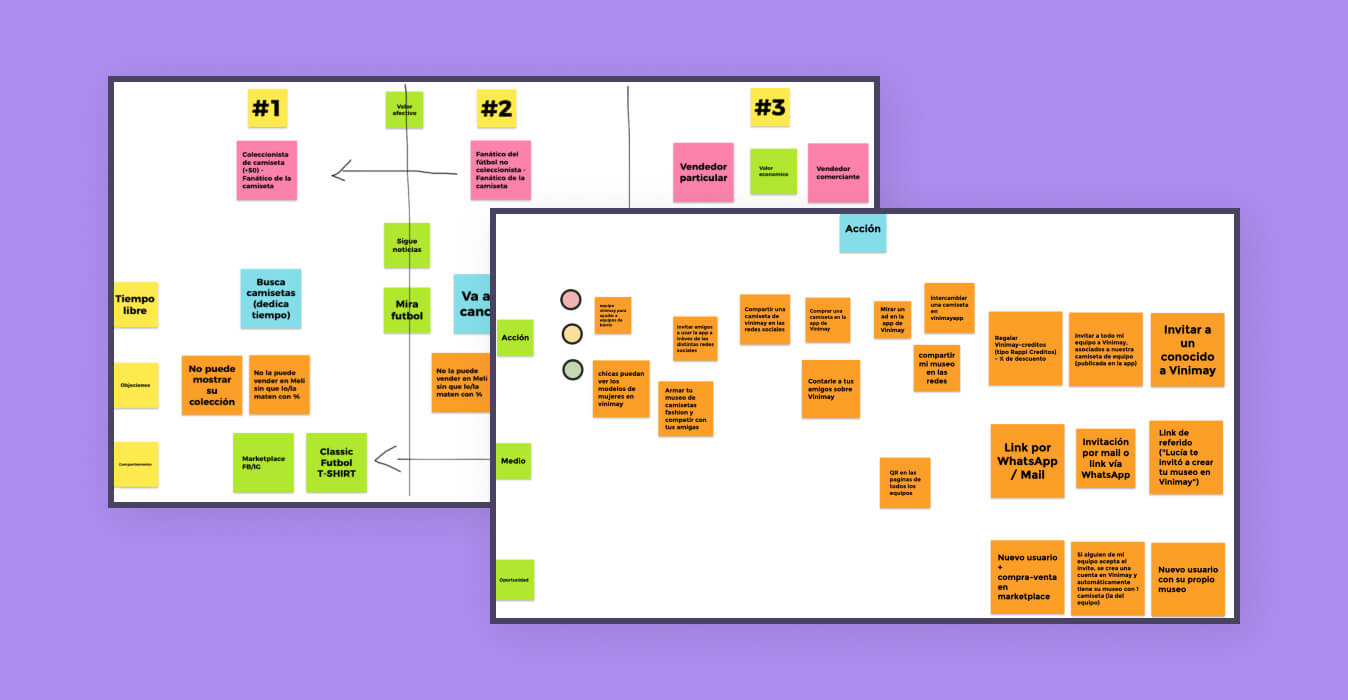 #1
Valor
afectivo
#2
#3
Coleccionista
de camiseta
(+50) -
Fanático de la
camiseta
Fanático del
fútbol no
coleccionista -
Fanático de la
camiseta
Vendedor
particular
Valor
economico
Vendedor
comerciante
Sigue
noticias
Tiempo
libre
Busca
camisetas
(dedica
tiempo)
Mira
futbol
Va a
canc
Objeciones
No puede
mostrar
su
colección
No la puede
vender en Meli
sin que lo/la
maten con %
No la puede
vender en Meli
sin que lo/la
maten con %
Comportamiento
Marketplace
FB/IG
Classic
Futbol
T-SHIRT
Acción
Acción
equipo
vinimay para
ayudar a
equipos de
barrio
Invitar amigos
a usar la app a
través de las
distintas redes
sociales
Compartir una
camiseta de
vinimay en las
redes sociales
Comprar una
camiseta en la
app de
Vinimay
Mirar un
ad en la
app de
Vinimay
Intercambiar
una camiseta
en
vinimayapp
Regalar
Vinimay-creditos
(tipo Rappi Creditos)
- % de descuento
Invitar a todo mi
equipo a Vinimay,
asociados a nuestra
camiseta de equipo
(publicada en la app)
Invitar a
un
conocido
a Vinimay
chicas puedan
ver los
modelos de
mujeres en
vinimay
Armar tu
museo de
camisetas
fashion y
competir con
tus amigas
Contarle a tus
amigos sobre
Vinimay
compartir
mi museo
en las
redes
Medio
QR en las
paginas de
todos los
equipos
Link por
WhatsApp
/ Mail
Invitación
por mail o
link vía
WhatsApp
Link de
referido
("Lucía te
invitó a crear
tu museo en
Vinimay")
Oportunidad
Nuevo usuario
+
compra-venta
en
marketplace
Si alguien de mi
equipo acepta el
invite, se crea una
cuenta en Vinimay y
automáticamente
tiene su museo con 1
camiseta (la del
equipo)
Nuevo usuario
con su propio
museo